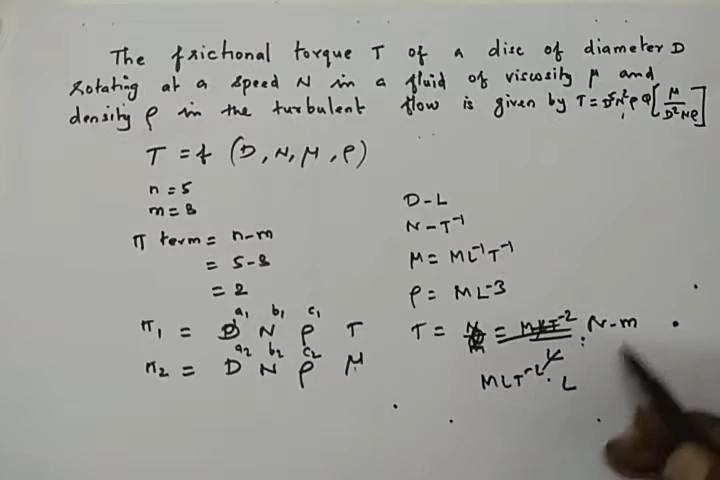 The frictional torque T of a disc of diameter D
rotating at a speed N in a fluid of viscosity μ and
density ρ in the turbulent flow is given by T = D⁵N²ρ φ[μ/D²Nρ]
T = f (D, N, μ, ρ)
n = 5
m = 3
π term = n-m
= 5-3
= 2
π₁ = D^a₁ N^b₁ ρ^c₁ T
π₂ = D^a₂ N^b₂ ρ^c₂ μ
D - L
N - T⁻¹
μ = ML⁻¹T⁻¹
ρ = ML⁻³
T = N-m
MLT⁻² . L